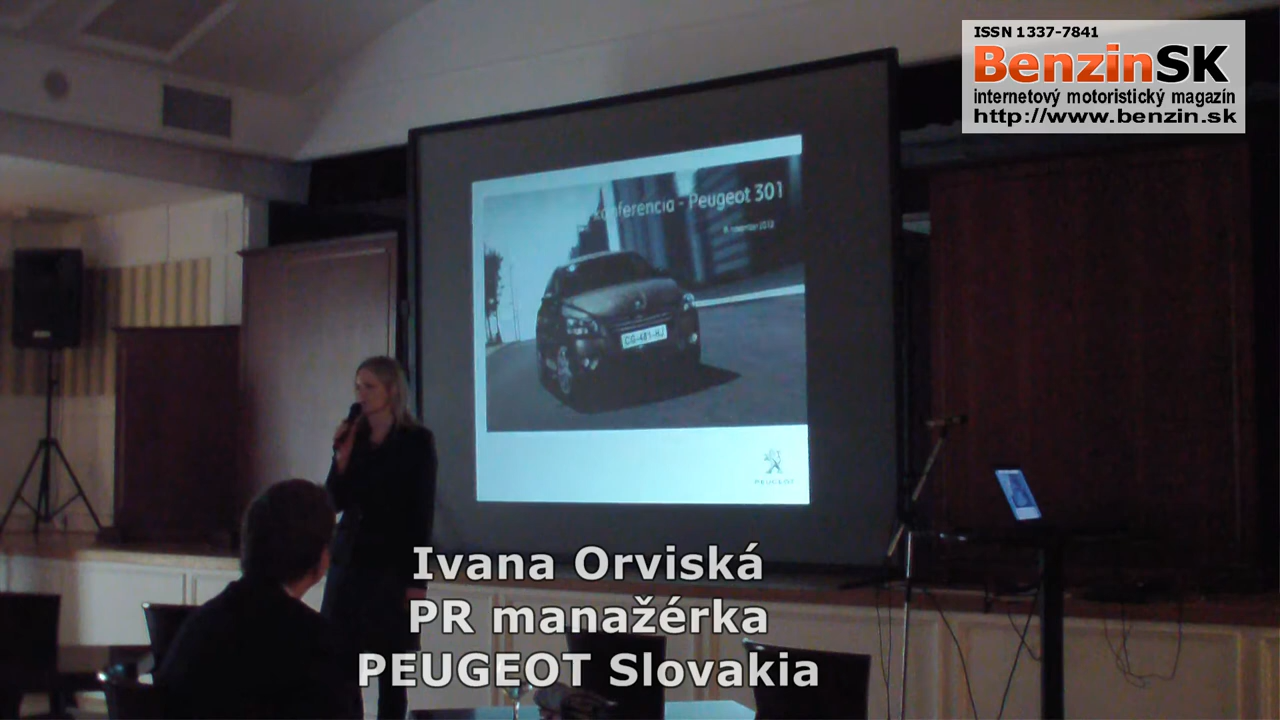 ISSN 1337-7841
BenzinSK
internetový motoristický magazín
http://www.benzin.sk
konferencia - Peugeot 301
CG-481-HJ
PEUGEOT
Ivana Orviská
PR manažérka
PEUGEOT Slovakia